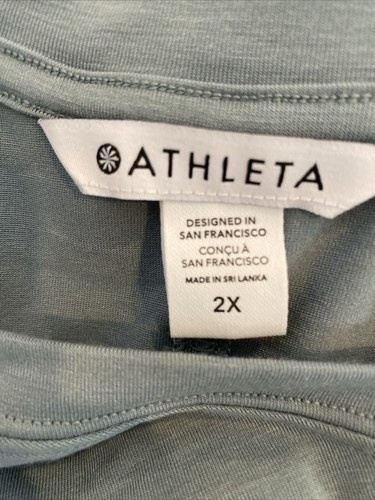 ATHLETA
DESIGNED IN
SAN FRANCISCO
CONÇU À
SAN FRANCISCO
MADE IN SRI LANKA
2X